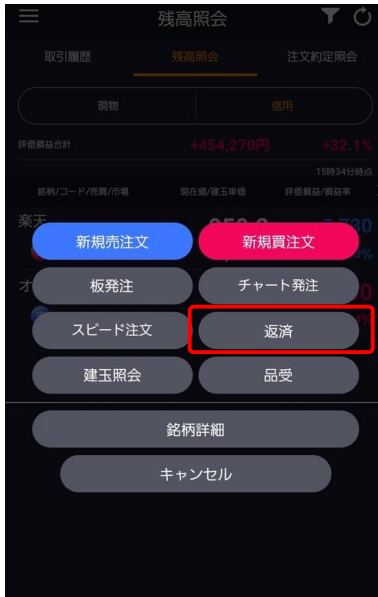 残高照会
取引履歴 残高照会 注文約定照会
現物 信用
評価損益合計 +454,270円 +32.1%
15時34分時点
銘柄/コード/売買/市場 現在値/建玉単価 評価損益/損益率
楽天
新規売注文 新規買注文
板発注 チャート発注
スピード注文 返済
建玉照会 品受
銘柄詳細
キャンセル